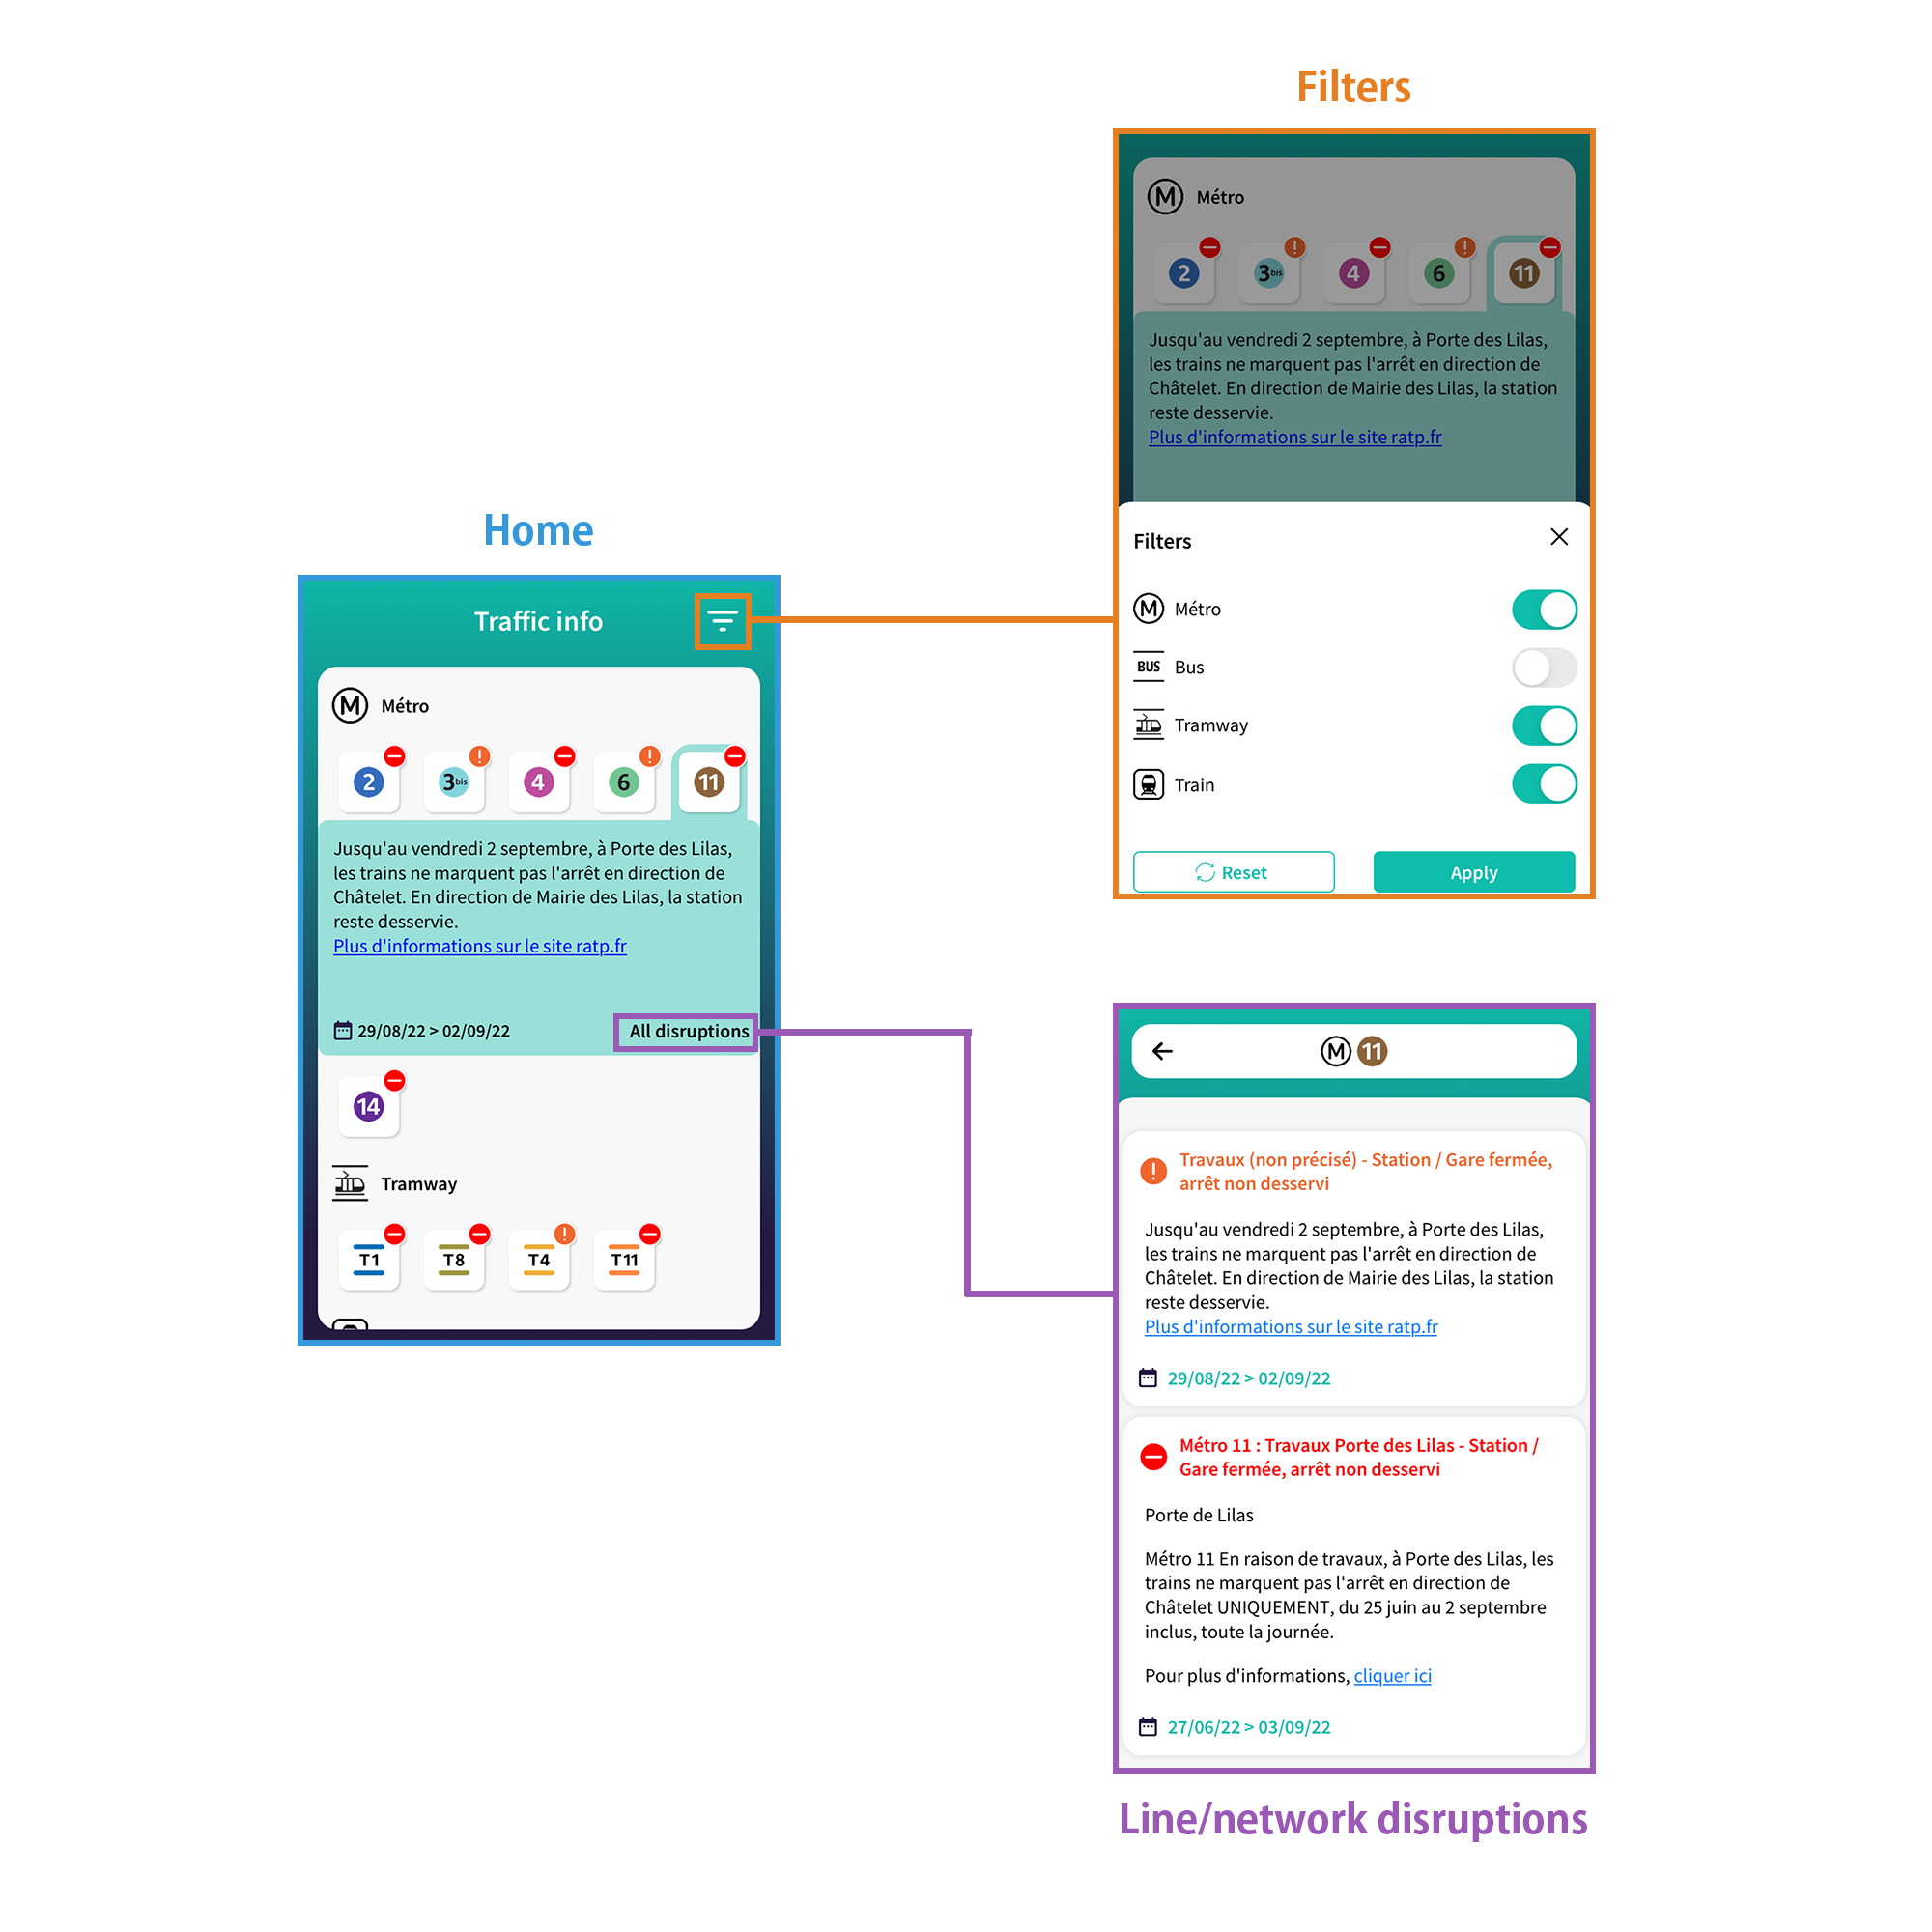 Filters
M Métro
2 3bis 4 6 11
Jusqu'au vendredi 2 septembre, à Porte des Lilas,
les trains ne marquent pas l'arrêt en direction de
Châtelet. En direction de Mairie des Lilas, la station
reste desservie.
Plus d'informations sur le site ratp.fr
Filters
M Métro
BUS Bus
Tramway
Train
Reset Apply
Home
Traffic info
M Métro
2 3bis 4 6 11
Jusqu'au vendredi 2 septembre, à Porte des Lilas,
les trains ne marquent pas l'arrêt en direction de
Châtelet. En direction de Mairie des Lilas, la station
reste desservie.
Plus d'informations sur le site ratp.fr
29/08/22 > 02/09/22 All disruptions
14
Tramway
T1 T8 T4 T11
M 11
Travaux (non précisé) - Station / Gare fermée,
arrêt non desservi
Jusqu'au vendredi 2 septembre, à Porte des Lilas,
les trains ne marquent pas l'arrêt en direction de
Châtelet. En direction de Mairie des Lilas, la station
reste desservie.
Plus d'informations sur le site ratp.fr
29/08/22 > 02/09/22
Métro 11 : Travaux Porte des Lilas - Station /
Gare fermée, arrêt non desservi
Porte de Lilas
Métro 11 En raison de travaux, à Porte des Lilas, les
trains ne marquent pas l'arrêt en direction de
Châtelet UNIQUEMENT, du 25 juin au 2 septembre
inclus, toute la journée.
Pour plus d'informations, cliquer ici
27/06/22 > 03/09/22
Line/network disruptions